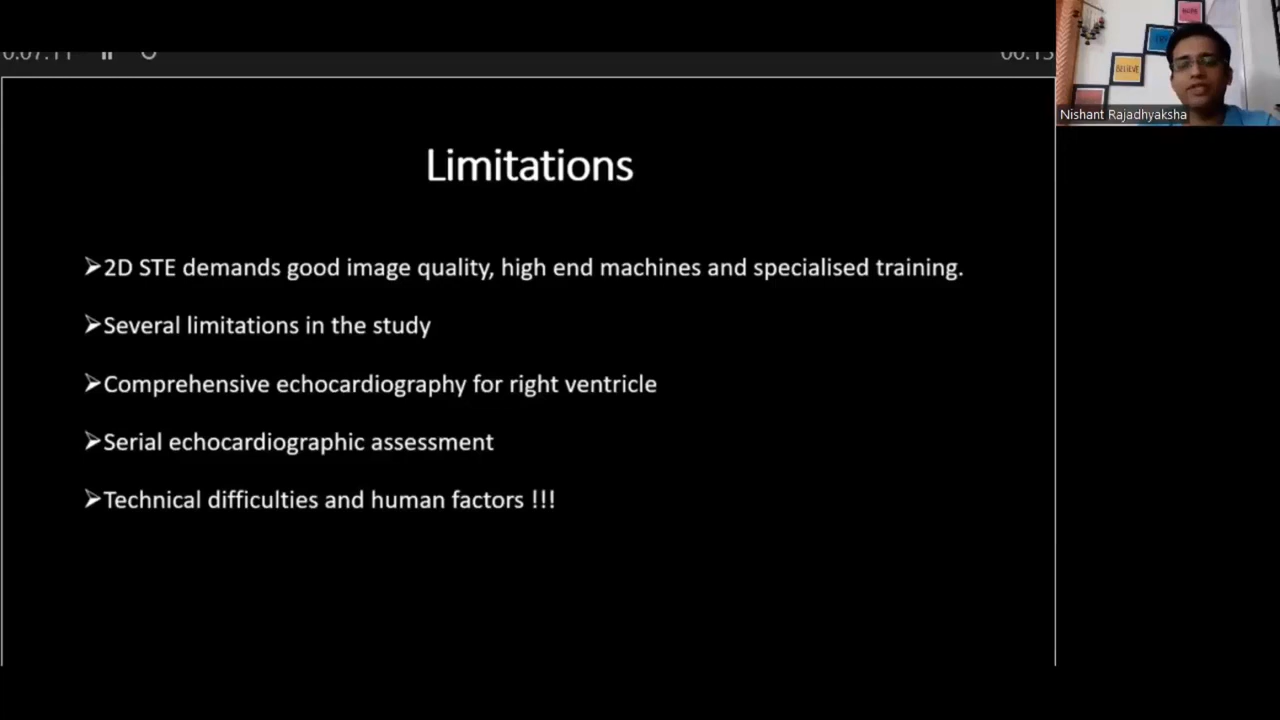 Limitations
➢2D STE demands good image quality, high end machines and specialised training.
➢Several limitations in the study
➢Comprehensive echocardiography for right ventricle
➢Serial echocardiographic assessment
➢Technical difficulties and human factors !!!
BELIEVE
Nishant Rajadhyaksha